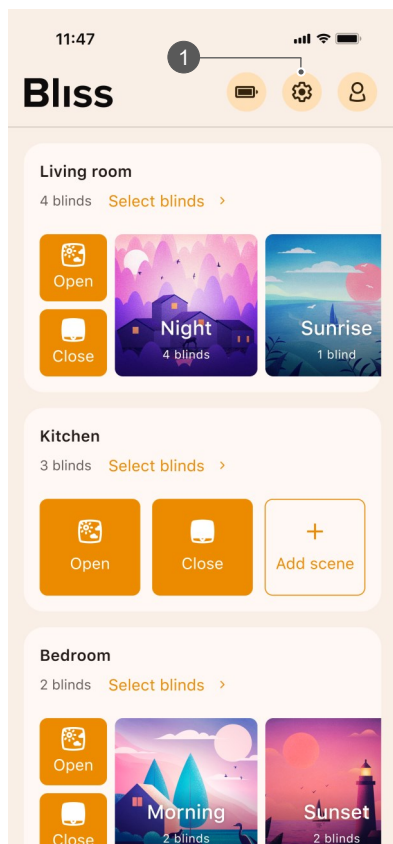 11:47
1
Blıss
Living room
4 blinds Select blinds >
Open
Close
Night
4 blinds
Sunrise
1 blind
Kitchen
3 blinds Select blinds >
Open
Close
+
Add scene
Bedroom
2 blinds Select blinds >
Open
Close
Morning
2 blinds
Sunset
2 blinds